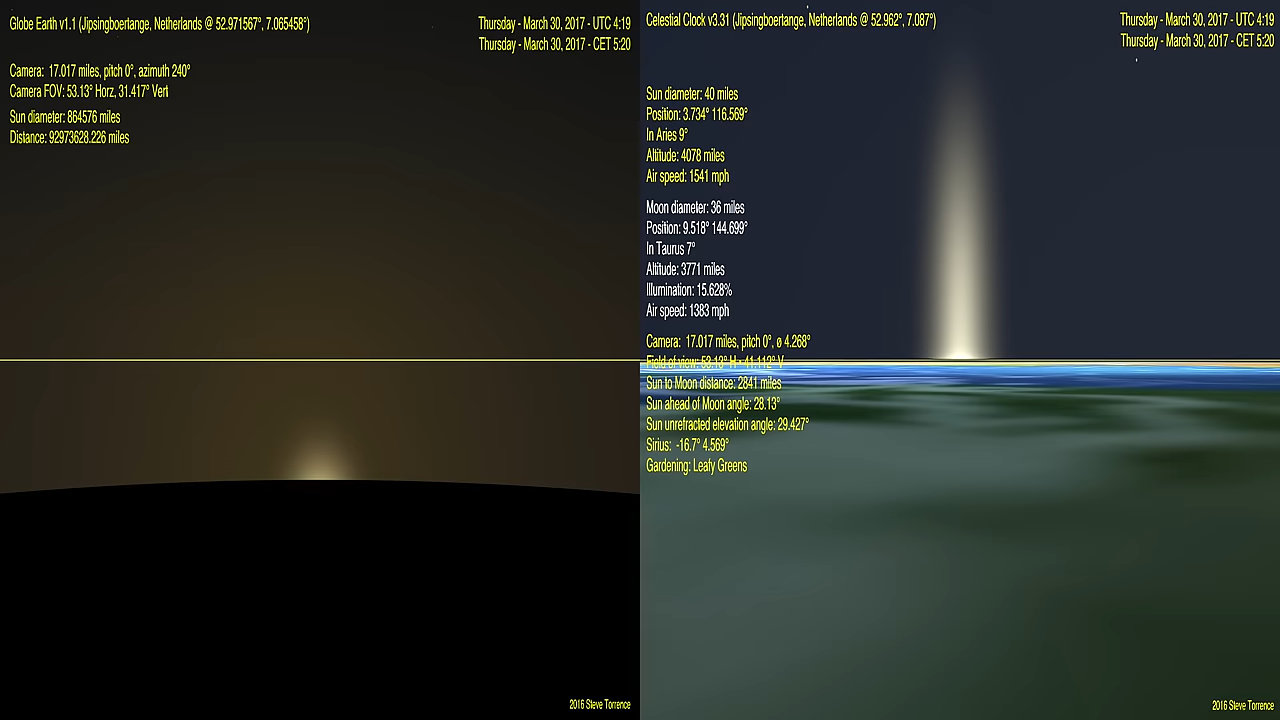 Globe Earth v1.1 (Jipsingboertange, Netherlands @ 52.971567°, 7.065458°)
Thursday - March 30, 2017 - UTC 4:19
Thursday - March 30, 2017 - CET 5:20
Camera: 17.017 miles, pitch 0°, azimuth 240°
Camera FOV: 53.13° Horz, 31.417° Vert
Sun diameter: 864576 miles
Distance: 92973628.226 miles
2016 Steve Torrence
Celestial Clock v3.31 (Jipsingboertange, Netherlands @ 52.962°, 7.087°)
Thursday - March 30, 2017 - UTC 4:19
Thursday - March 30, 2017 - CET 5:20
Sun diameter: 40 miles
Position: 3.734° 116.569°
In Aries 9°
Altitude: 4078 miles
Air speed: 1541 mph
Moon diameter: 36 miles
Position: 9.518° 144.699°
In Taurus 7°
Altitude: 3771 miles
Illumination: 15.628%
Air speed: 1383 mph
Camera: 17.017 miles, pitch 0°, ø 4.268°
Field of view: 53.13° H - 41.112° V
Sun to Moon distance: 2841 miles
Sun ahead of Moon angle: 28.13°
Sun unrefracted elevation angle: 29.427°
Sirius: -16.7° 4.569°
Gardening: Leafy Greens
2016 Steve Torrence